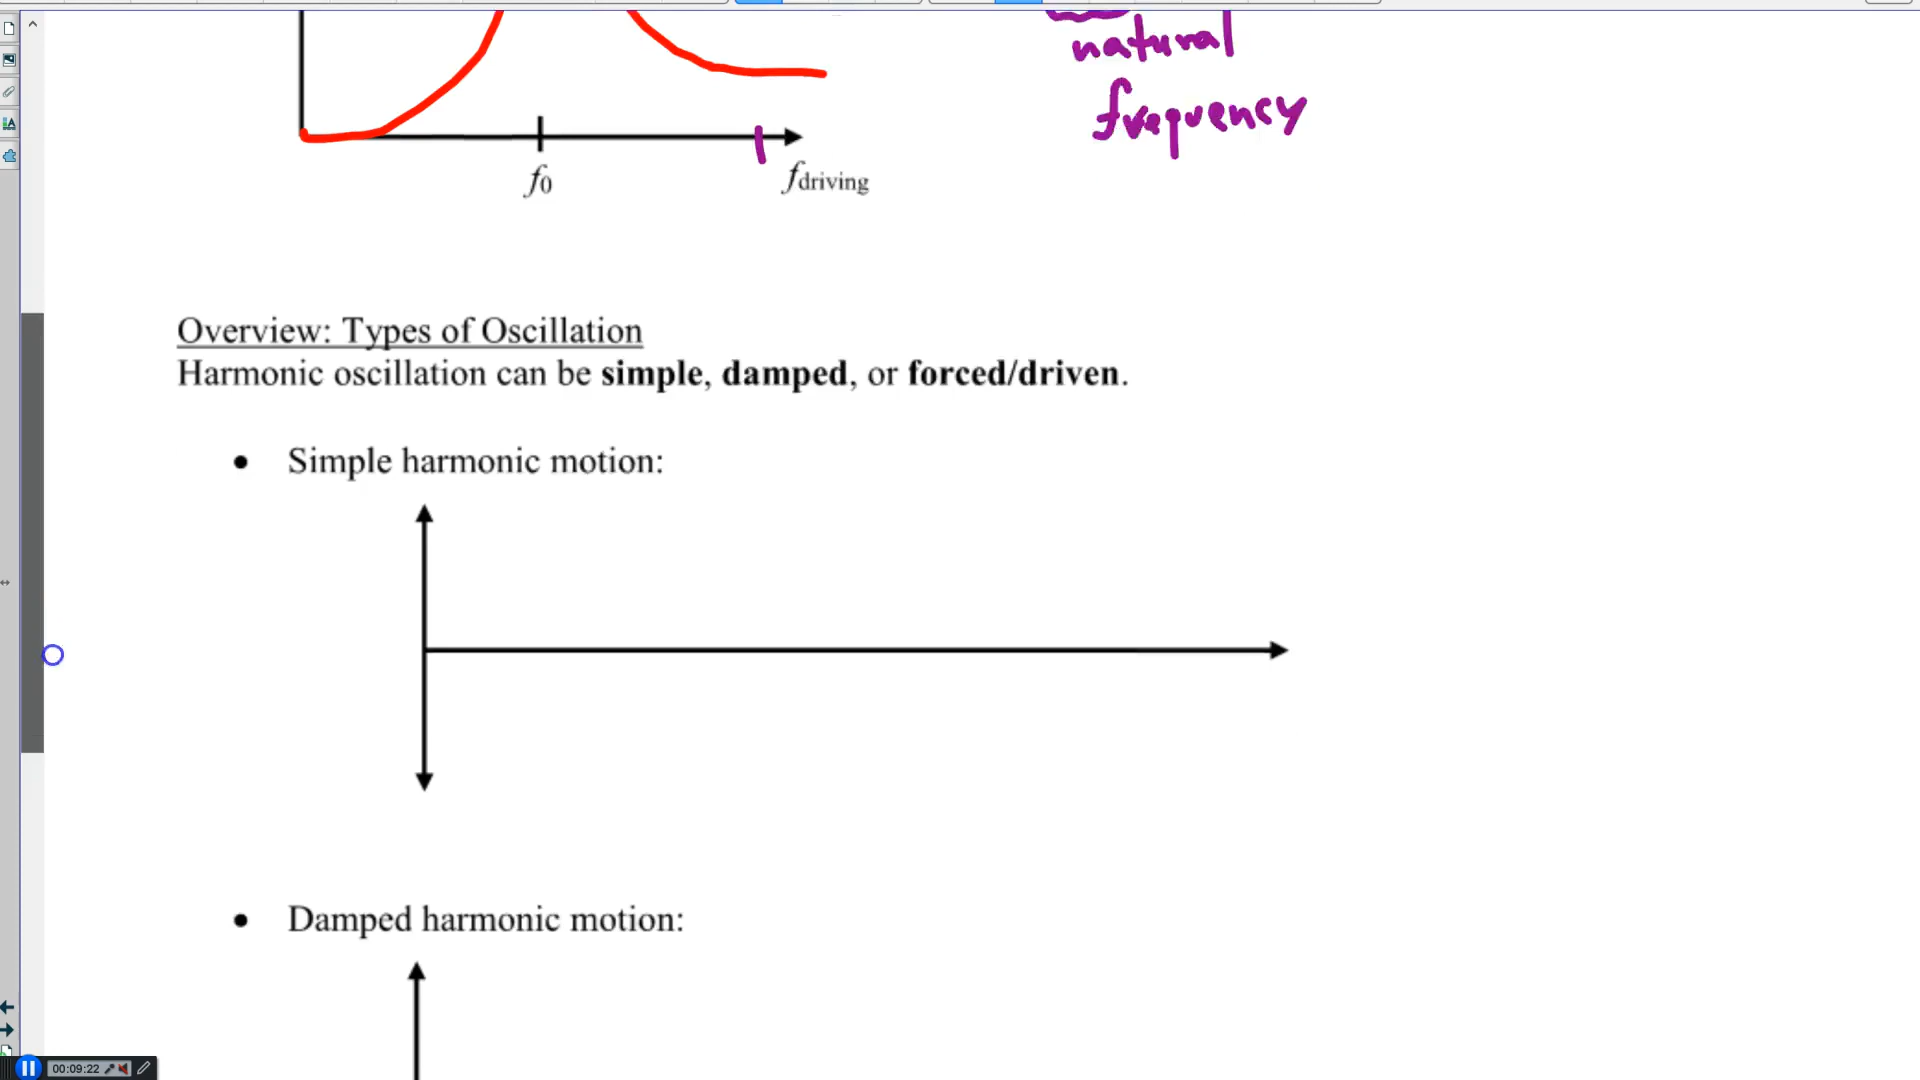 natural
frequency
f0
fdriving
Overview: Types of Oscillation
Harmonic oscillation can be simple, damped, or forced/driven.
• Simple harmonic motion:
• Damped harmonic motion:
00:09:22